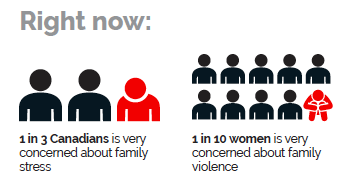 Right now:
1 in 3 Canadians is very
concerned about family
stress
1 in 10 women is very
concerned about family
violence